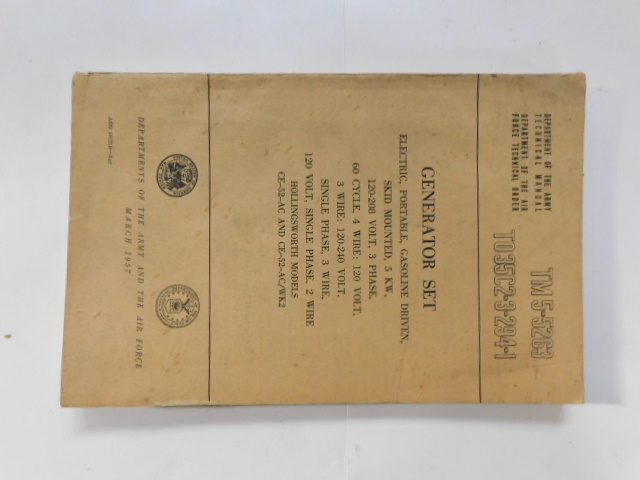 DEPARTMENT OF THE ARMY
TECHNICAL MANUAL
DEPARTMENT OF THE AIR
FORCE TECHNICAL ORDER
TM 5-5263
TO 35C2-3-294-1
GENERATOR SET
ELECTRIC, PORTABLE, GASOLINE DRIVEN,
SKID MOUNTED, 5 KW,
120-208 VOLT, 3 PHASE,
60 CYCLE, 4 WIRE; 120 VOLT,
3 WIRE; 120-240 VOLT,
SINGLE PHASE, 3 WIRE,
120 VOLT, SINGLE PHASE, 2 WIRE
HOLLINGSWORTH MODELS
CE-52-AC AND CE-52-AC/WK2
DEPARTMENTS OF THE ARMY AND THE AIR FORCE
MARCH 1957